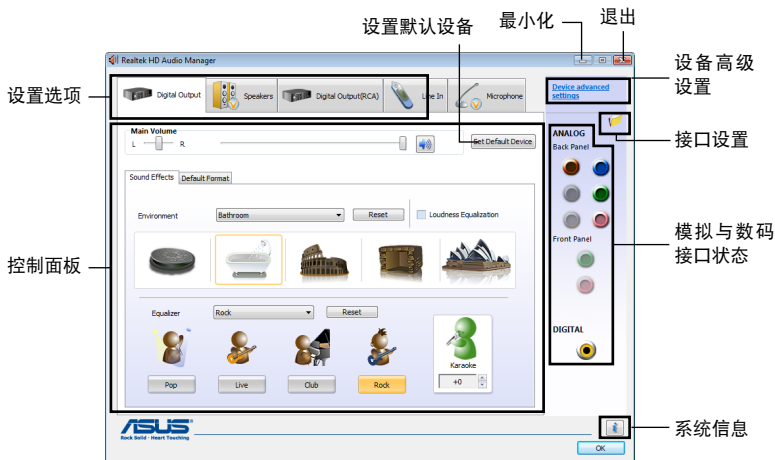 设置默认设备
最小化
退出
Realtek HD Audio Manager
设置选项
Digital Output
Speakers
Digital Output(RCA)
Line In
Microphone
Device advanced
settings
设备高级
设置
Main Volume
L
R
Set Default Device
ANALOG
Back Panel
接口设置
Sound Effects
Default Format
Environment
Bathroom
Reset
Loudness Equalization
Front Panel
模拟与数码
接口状态
控制面板
Equalizer
Rock
Reset
DIGITAL
Karaoke
Pop
Live
Club
Rock
+0
ASUS
Rock Solid · Heart Touching
系统信息
OK